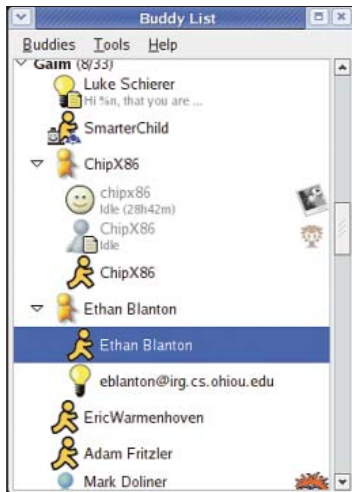 Buddy List
Buddies Tools Help
Gaim (8/33)
Luke Schierer
Hi %n, that you are ...
SmarterChild
ChipX86
chipx86
Idle (28h42m)
ChipX86
Idle
ChipX86
Ethan Blanton
Ethan Blanton
eblanton@irg.cs.ohiou.edu
EricWarmenhoven
Adam Fritzler
Mark Doliner